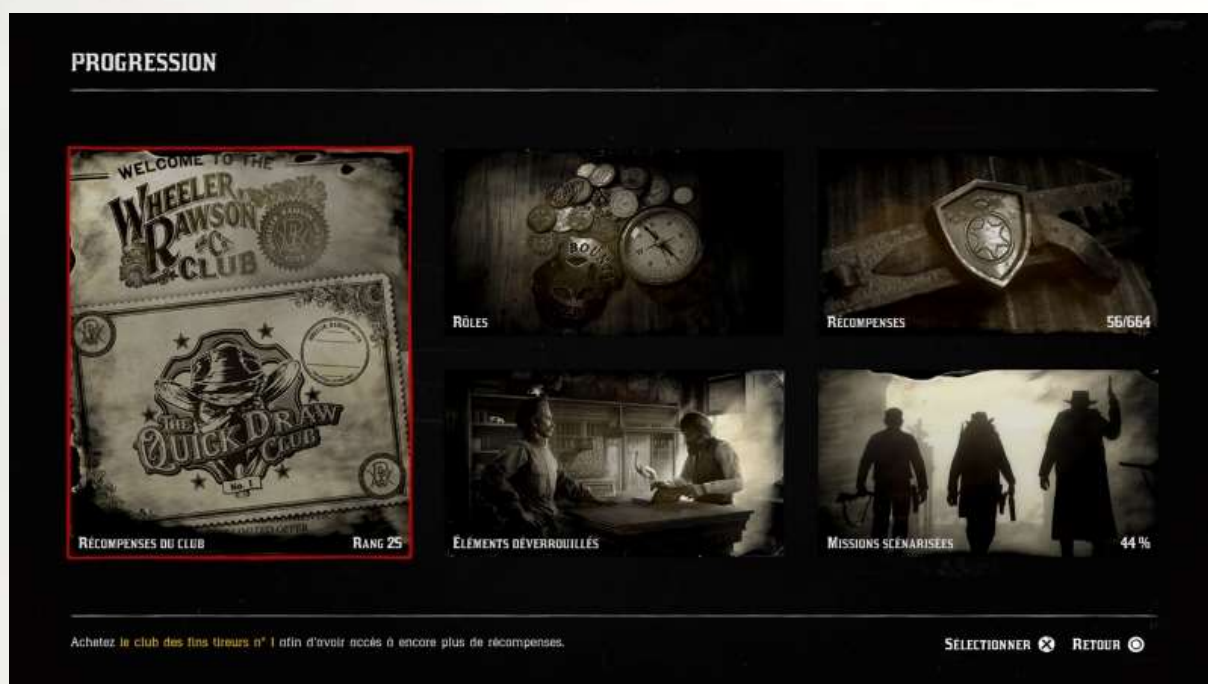 PROGRESSION
WELCOME TO THE
WHEELER,
RAWSON
& Co
CLUB
THE
QUICK DRAW
CLUB
No. 1
LIMITED OFFER
RÉCOMPENSES DU CLUB RANG 25
RÔLES
RÉCOMPENSES 56/664
ÉLÉMENTS DÉVERROUILLÉS
MISSIONS SCÉNARISÉES 44 %
Achetez le club des fins tireurs n° 1 afin d'avoir accès à encore plus de récompenses.
SÉLECTIONNER RETOUR